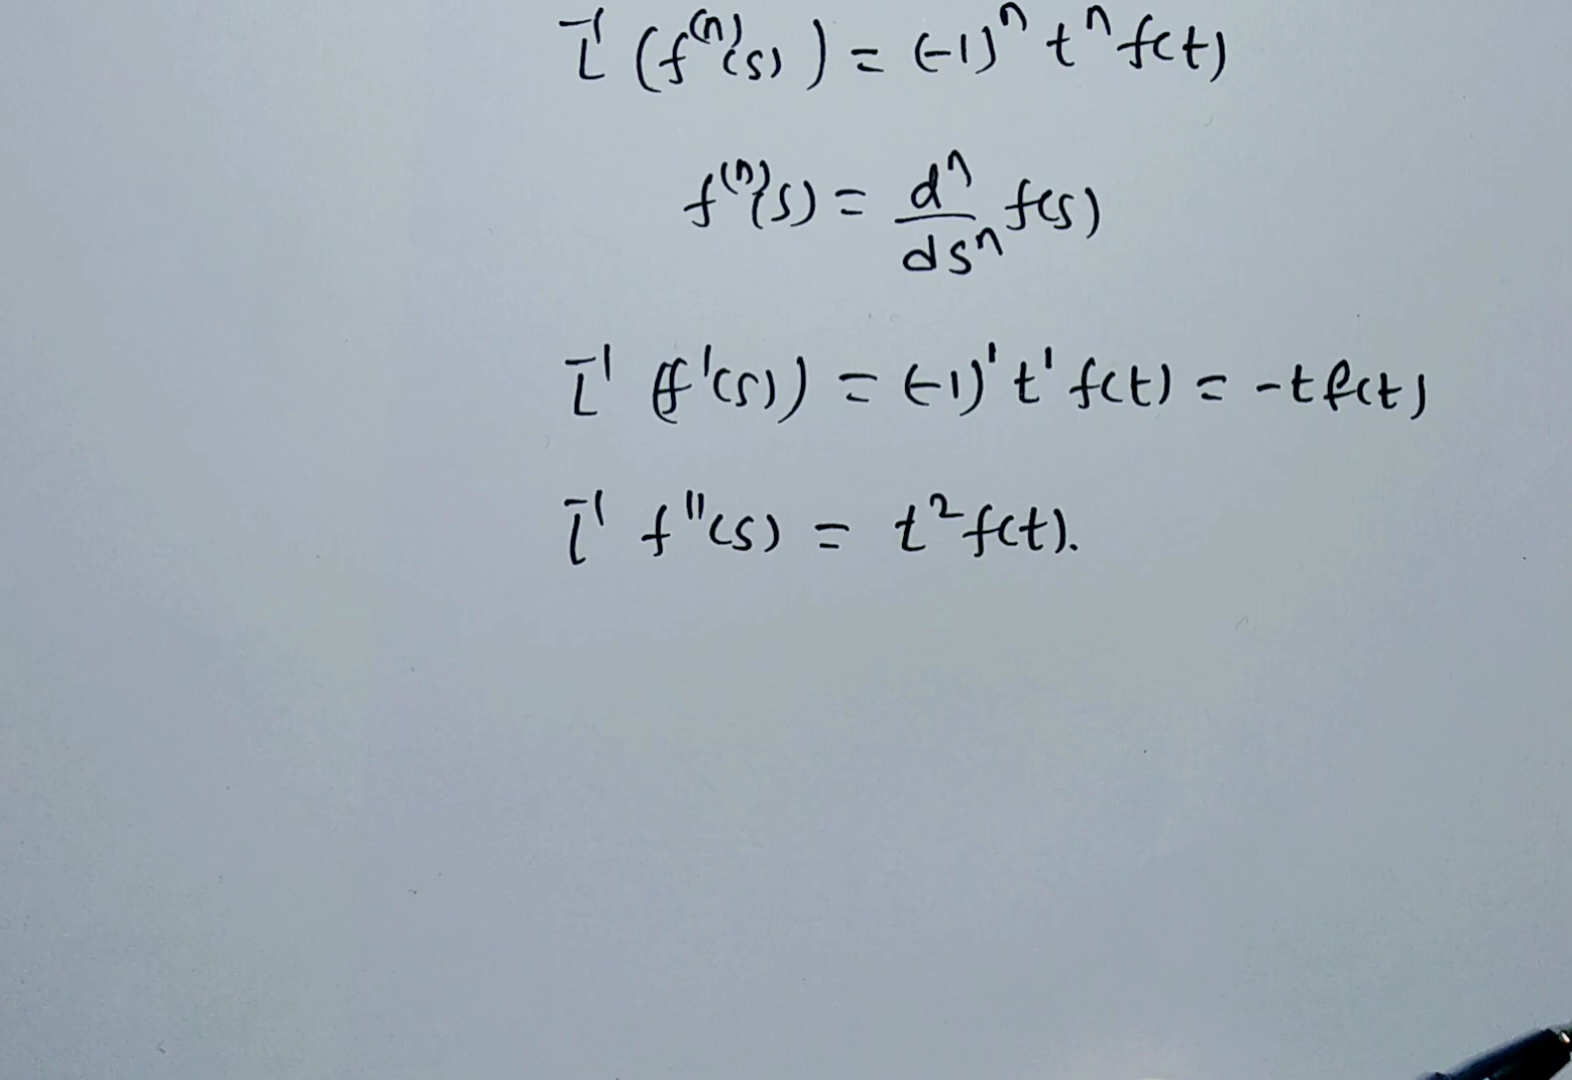 L⁻¹ (f⁽ⁿ⁾(s)) = (-1)ⁿ tⁿ f(t)
f⁽ⁿ⁾(s) = dⁿ/dsⁿ f(s)
L⁻¹ (f'(s)) = (-1)¹ t¹ f(t) = -t f(t)
L⁻¹ f''(s) = t² f(t).